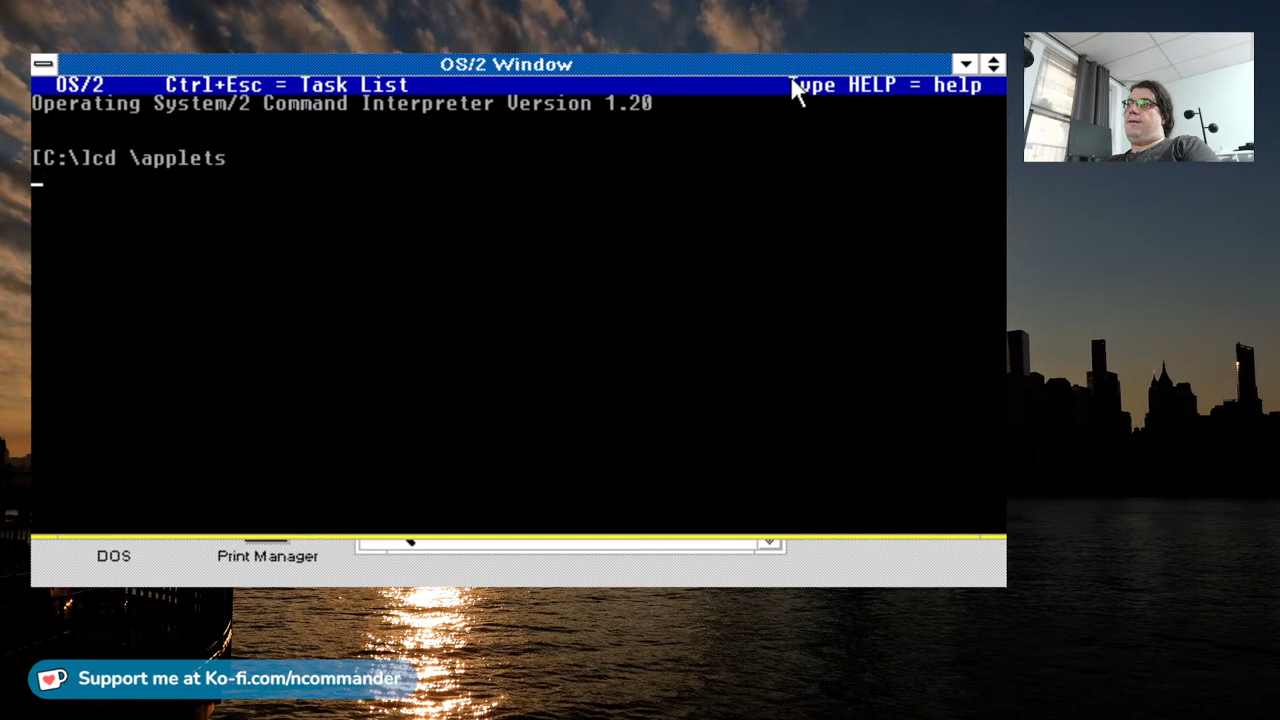 OS/2 Window
OS/2 Ctrl+Esc = Task List Type HELP = help
Operating System/2 Command Interpreter Version 1.20
[C:\]cd \applets
DOS Print Manager
Support me at Ko-fi.com/ncommander